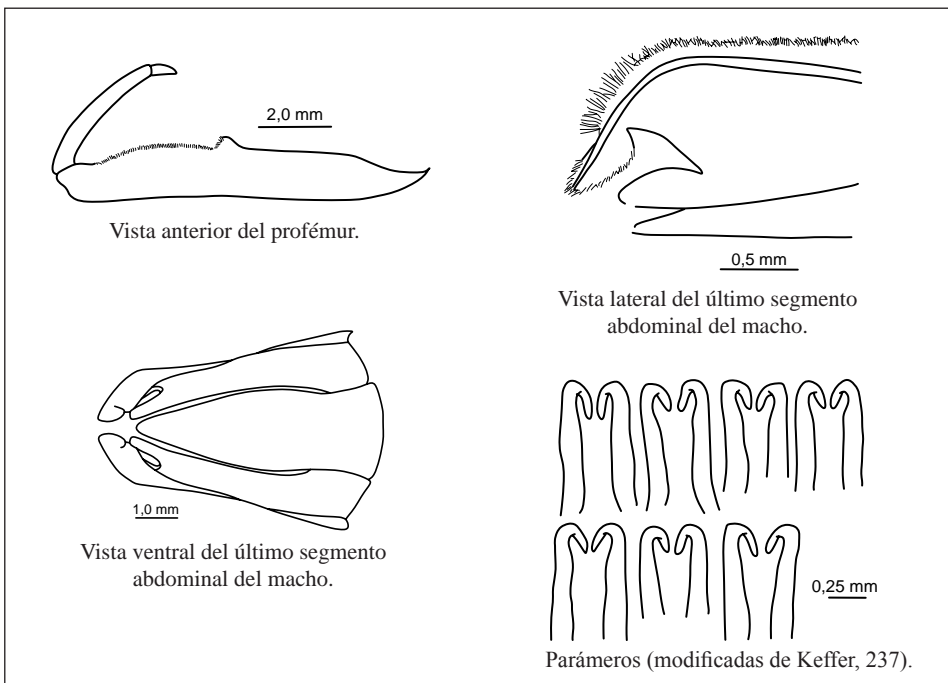 2,0 mm
Vista anterior del profémur.
0,5 mm
Vista lateral del último segmento
abdominal del macho.
1,0 mm
Vista ventral del último segmento
abdominal del macho.
0,25 mm
Parámeros (modificadas de Keffer, 237).